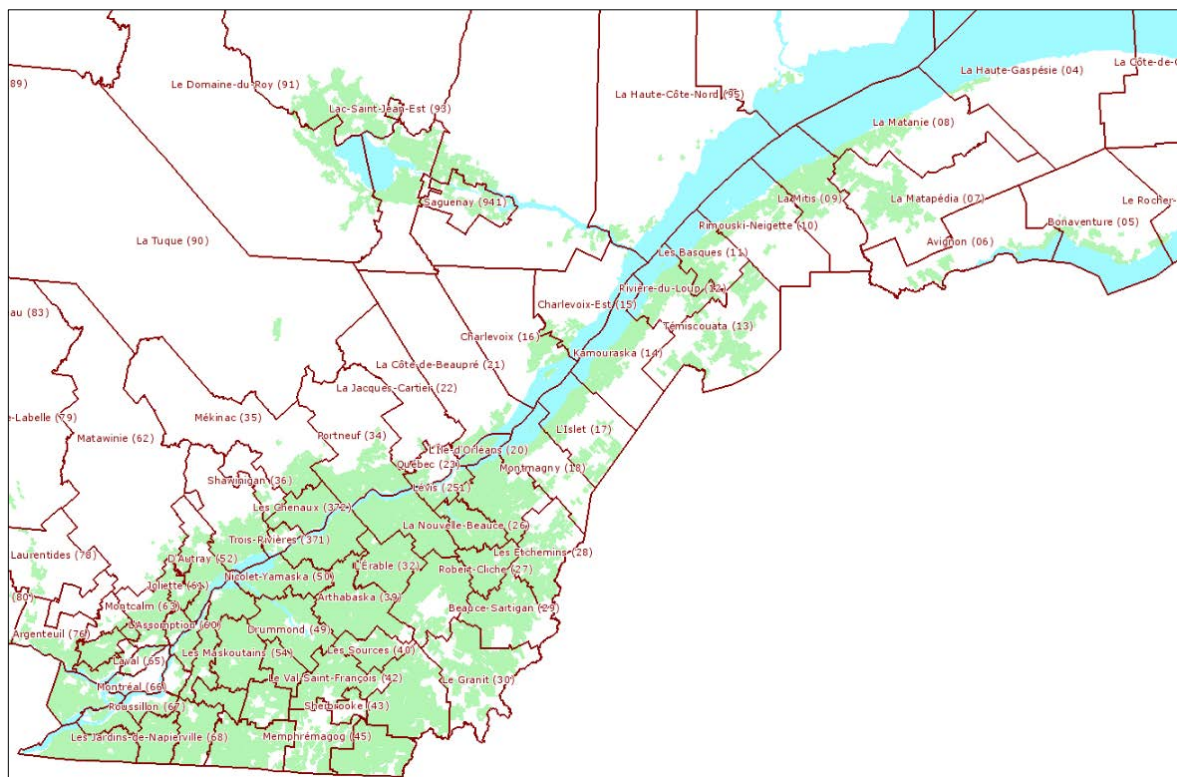 89)
Le Domaine-du-Roy (91)
Lac-Saint-Jean-Est (93)
La Haute-Côte-Nord (95)
La Haute-Gaspésie (04)
La Côte-de-G
La Matanie (08)
Saguenay (941)
La Mitis (09)
La Matapédia (07)
Le Rocher-
Rimouski-Neigette (10)
Bonaventure (05)
La Tuque (90)
Avignon (06)
Les Basques (11)
Rivière-du-Loup (12)
Charlevoix-Est (15)
au (83)
Témiscouata (13)
Charlevoix (16)
Kamouraska (14)
La Côte-de-Beaupré (21)
La Jacques-Cartier (22)
e-Labelle (79)
Mékinac (35)
Matawinie (62)
Portneuf (34)
L'Islet (17)
L'Île-d'Orléans (20)
Québec (23)
Montmagny (18)
Shawinigan (36)
Lévis (251)
Les Chenaux (372)
La Nouvelle-Beauce (26)
Trois-Rivières (371)
Laurentides (78)
D'Autray (52)
Les Etchemins (28)
L'Érable (32)
Robert-Cliche (27)
Nicolet-Yamaska (50)
Joliette (61)
(80)
Arthabaska (39)
Montcalm (63)
Beauce-Sartigan (29)
L'Assomption (60)
Drummond (49)
Argenteuil (76)
Les Maskoutains (54)
Les Sources (40)
Laval (65)
Le Val-Saint-François (42)
Le Granit (30)
Montréal (66)
Roussillon (67)
Sherbrooke (43)
Les Jardins-de-Napierville (68)
Memphrémagog (45)